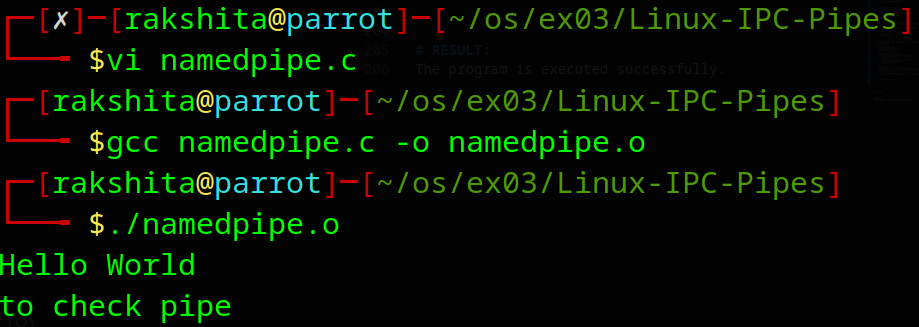 ┌─[✗]─[rakshita@parrot]─[~/os/ex03/Linux-IPC-Pipes]
└──╼ $vi namedpipe.c
205 # RESULT:
206 The program is executed successfully.
┌─[rakshita@parrot]─[~/os/ex03/Linux-IPC-Pipes]
└──╼ $gcc namedpipe.c -o namedpipe.o
┌─[rakshita@parrot]─[~/os/ex03/Linux-IPC-Pipes]
└──╼ $./namedpipe.o
Hello World
to check pipe